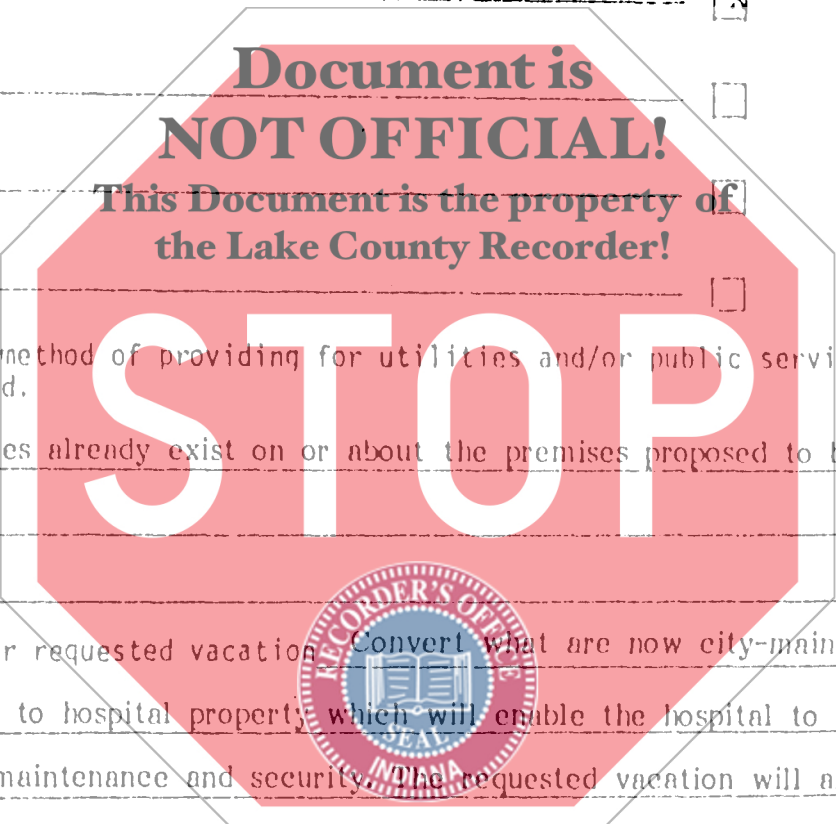 Document is
NOT OFFICIAL!
This Document is the property of
the Lake County Recorder!
method of providing for utilities and/or public servi
d.
STOP
es already exist on or about the premises proposed to b
r requested vacation Convert what are now city-main
to hospital property which will enable the hospital to
maintenance and security. The requested vacation will a
RECORDER'S OFFICE
SEAL
INDIANA